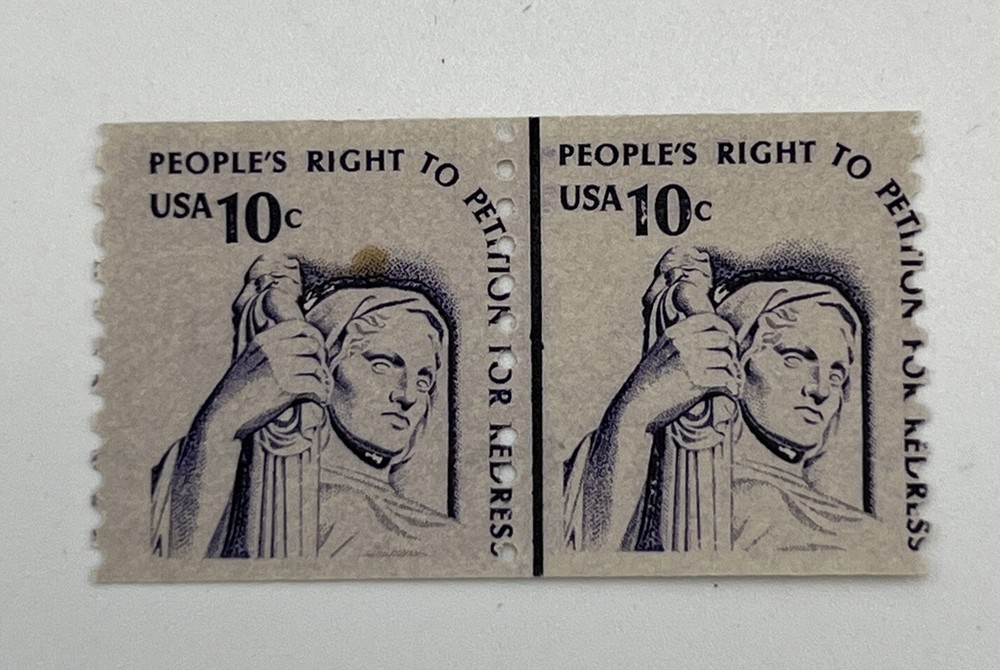 PEOPLE'S RIGHT TO PETITION FOR REDRESS
USA 10c
PEOPLE'S RIGHT TO PETITION FOR REDRESS
USA 10c